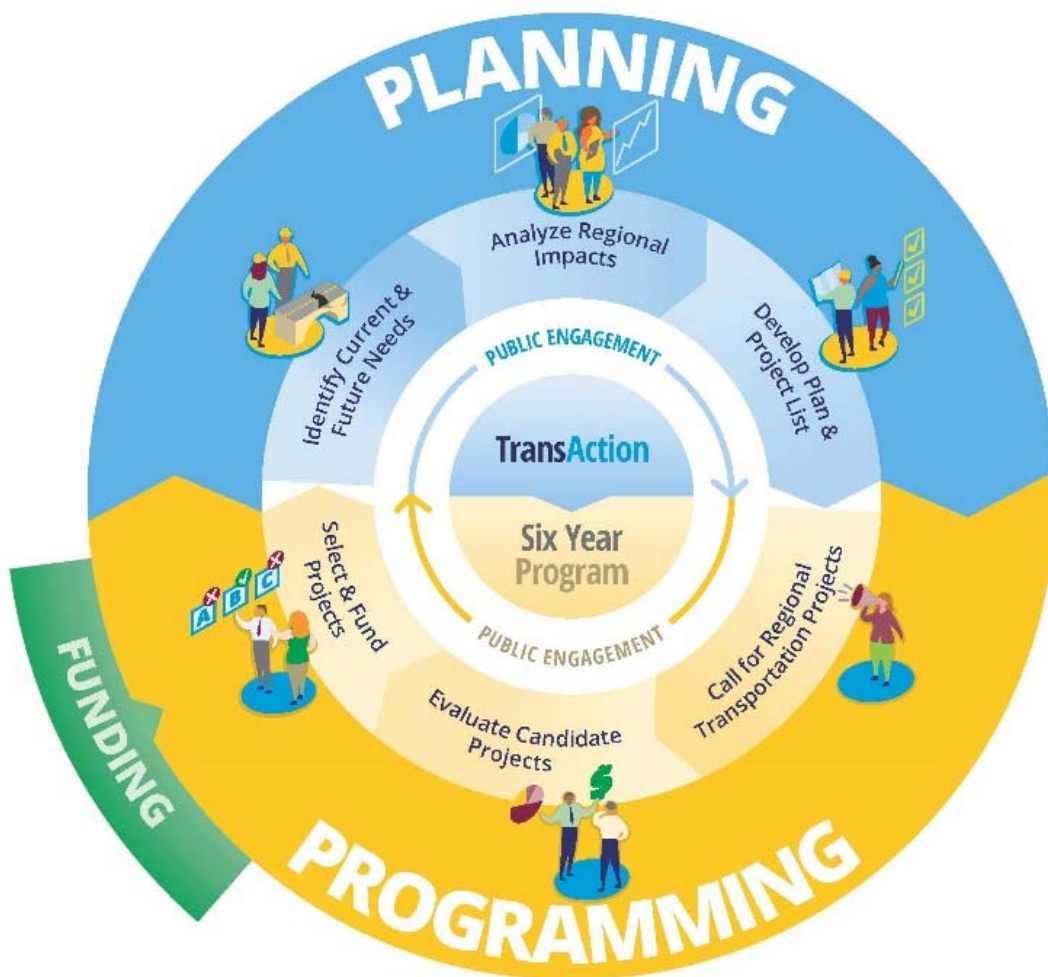 PLANNING
Analyze Regional
Impacts
Identify Current &
Future Needs
Develop Plan &
Project List
PUBLIC ENGAGEMENT
TransAction
Six Year
Program
PUBLIC ENGAGEMENT
Select & Fund
Projects
A B C
Call for Regional
Transportation Projects
Evaluate Candidate
Projects
$
FUNDING
PROGRAMMING